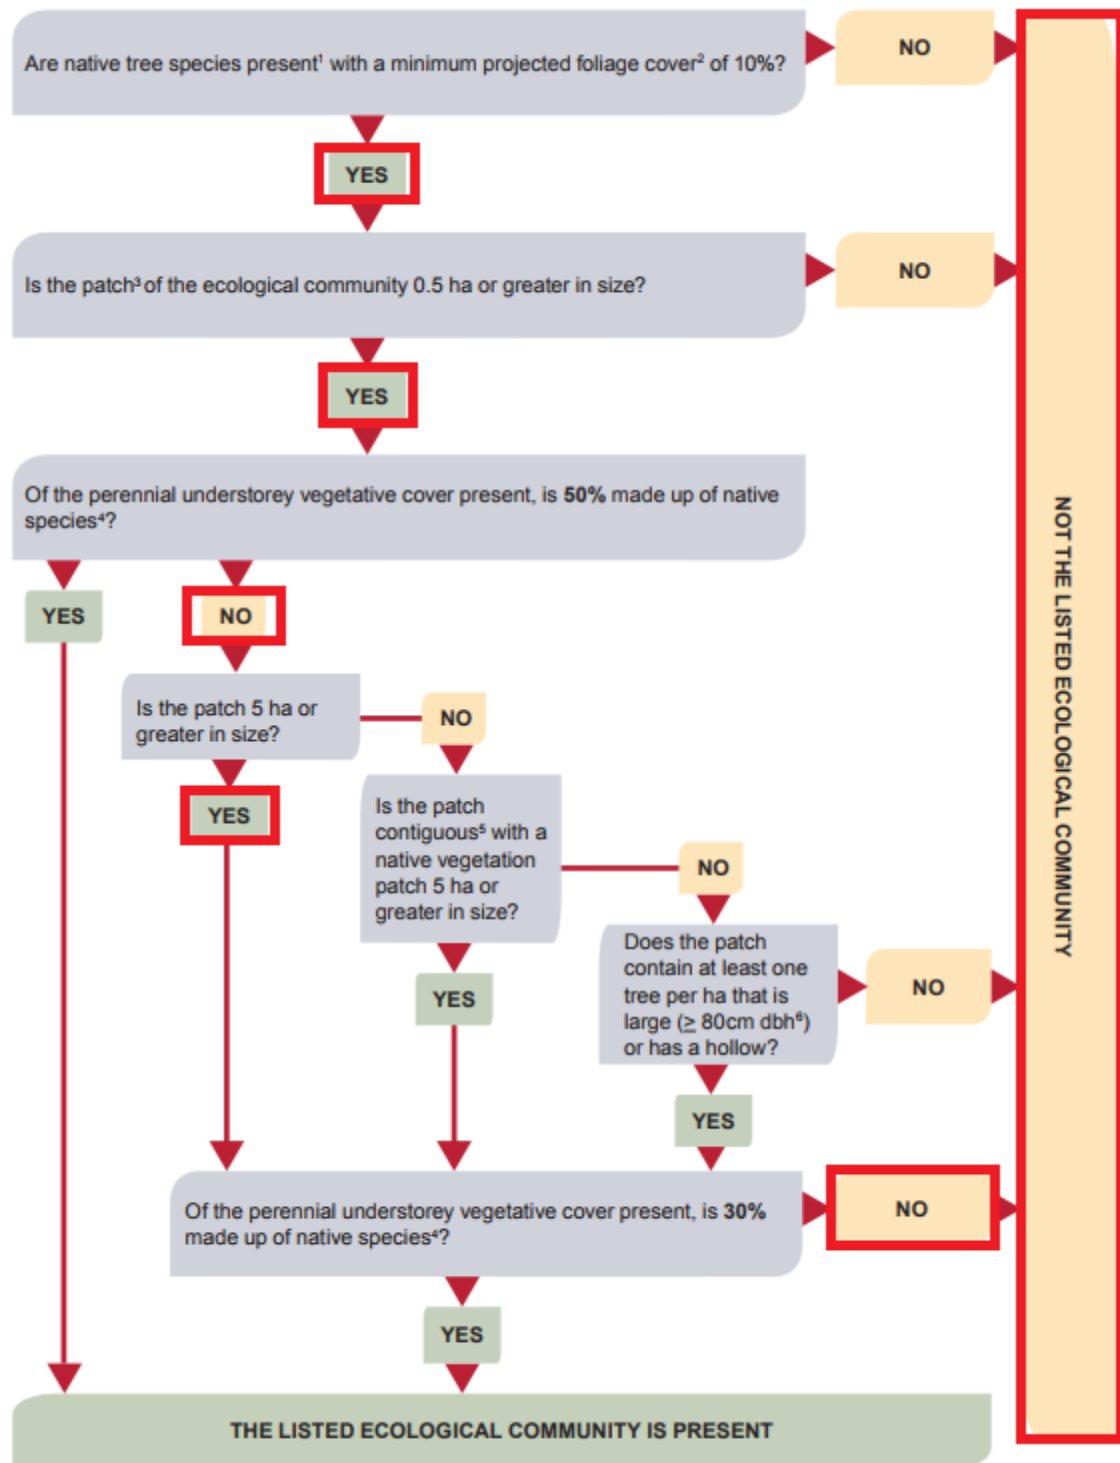 Are native tree species present¹ with a minimum projected foliage cover² of 10%?
NO
YES
Is the patch³ of the ecological community 0.5 ha or greater in size?
NO
YES
Of the perennial understorey vegetative cover present, is 50% made up of native
species⁴?
YES
NO
Is the patch 5 ha or
greater in size?
NO
YES
Is the patch
contiguous⁵ with a
native vegetation
patch 5 ha or
greater in size?
NO
YES
Does the patch
contain at least one
tree per ha that is
large (≥ 80cm dbh⁶)
or has a hollow?
NO
YES
Of the perennial understorey vegetative cover present, is 30%
made up of native species⁴?
NO
YES
THE LISTED ECOLOGICAL COMMUNITY IS PRESENT
NOT THE LISTED ECOLOGICAL COMMUNITY